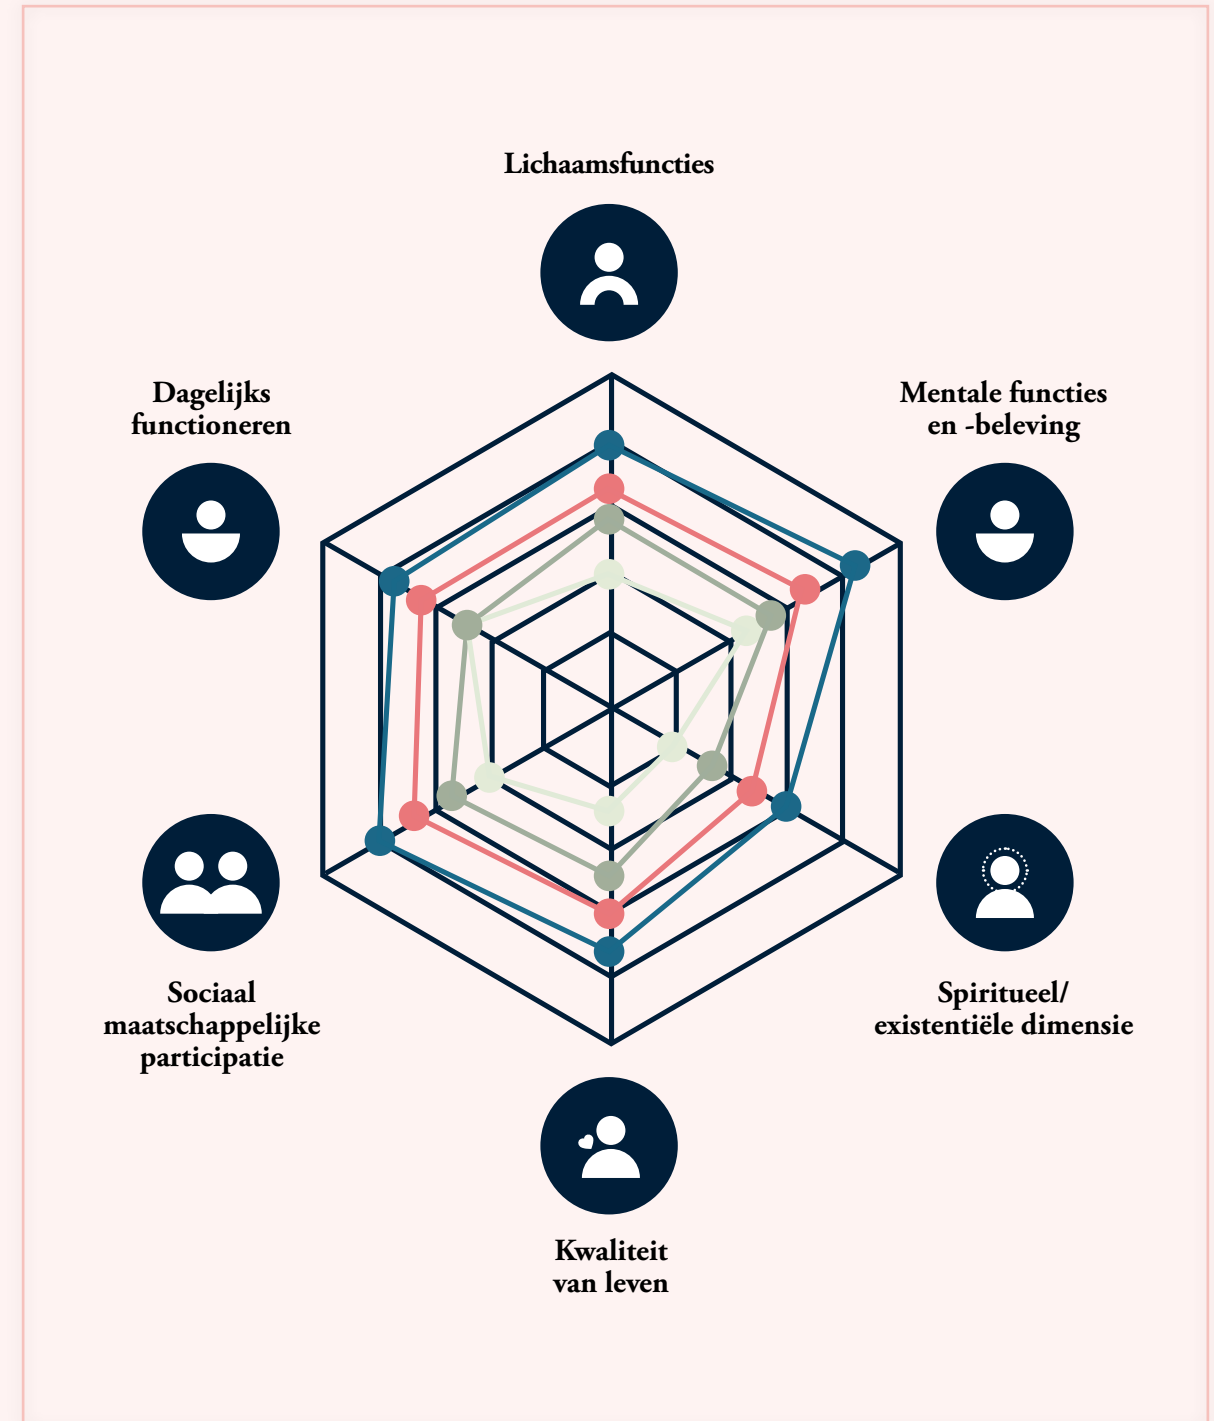 Lichaamsfuncties
Dagelijks
functioneren
Mentale functies
en -beleving
Sociaal
maatschappelijke
participatie
Spiritueel/
existentiële dimensie
Kwaliteit
van leven